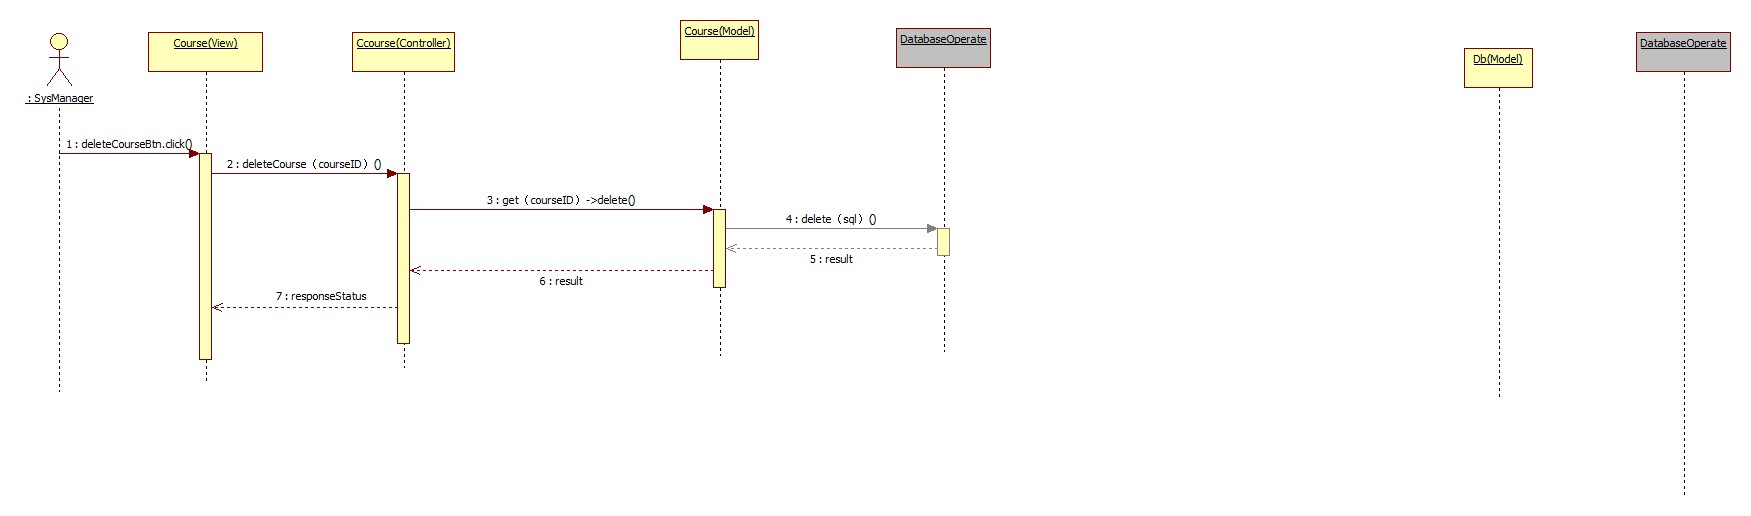 : SysManager
Course(View)
Ccourse(Controller)
Course(Model)
DatabaseOperate
Db(Model)
DatabaseOperate
1 : deleteCourseBtn.click()
2 : deleteCourse（courseID）()
3 : get（courseID）->delete()
4 : delete（sql）()
5 : result
6 : result
7 : responseStatus